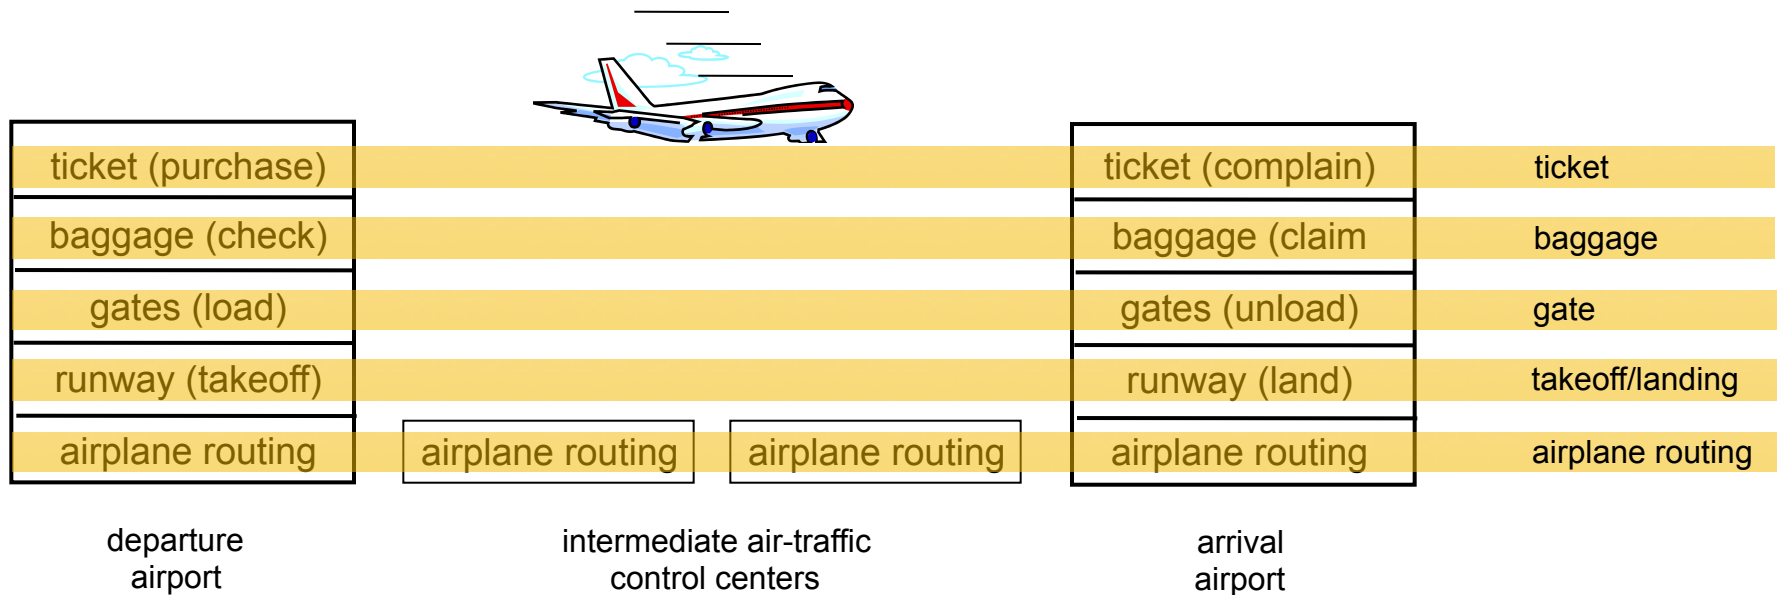 ticket (purchase)
ticket (complain)
ticket
baggage (check)
baggage (claim
baggage
gates (load)
gates (unload)
gate
runway (takeoff)
runway (land)
takeoff/landing
airplane routing
airplane routing
airplane routing
airplane routing
airplane routing
departure
airport
intermediate air-traffic
control centers
arrival
airport